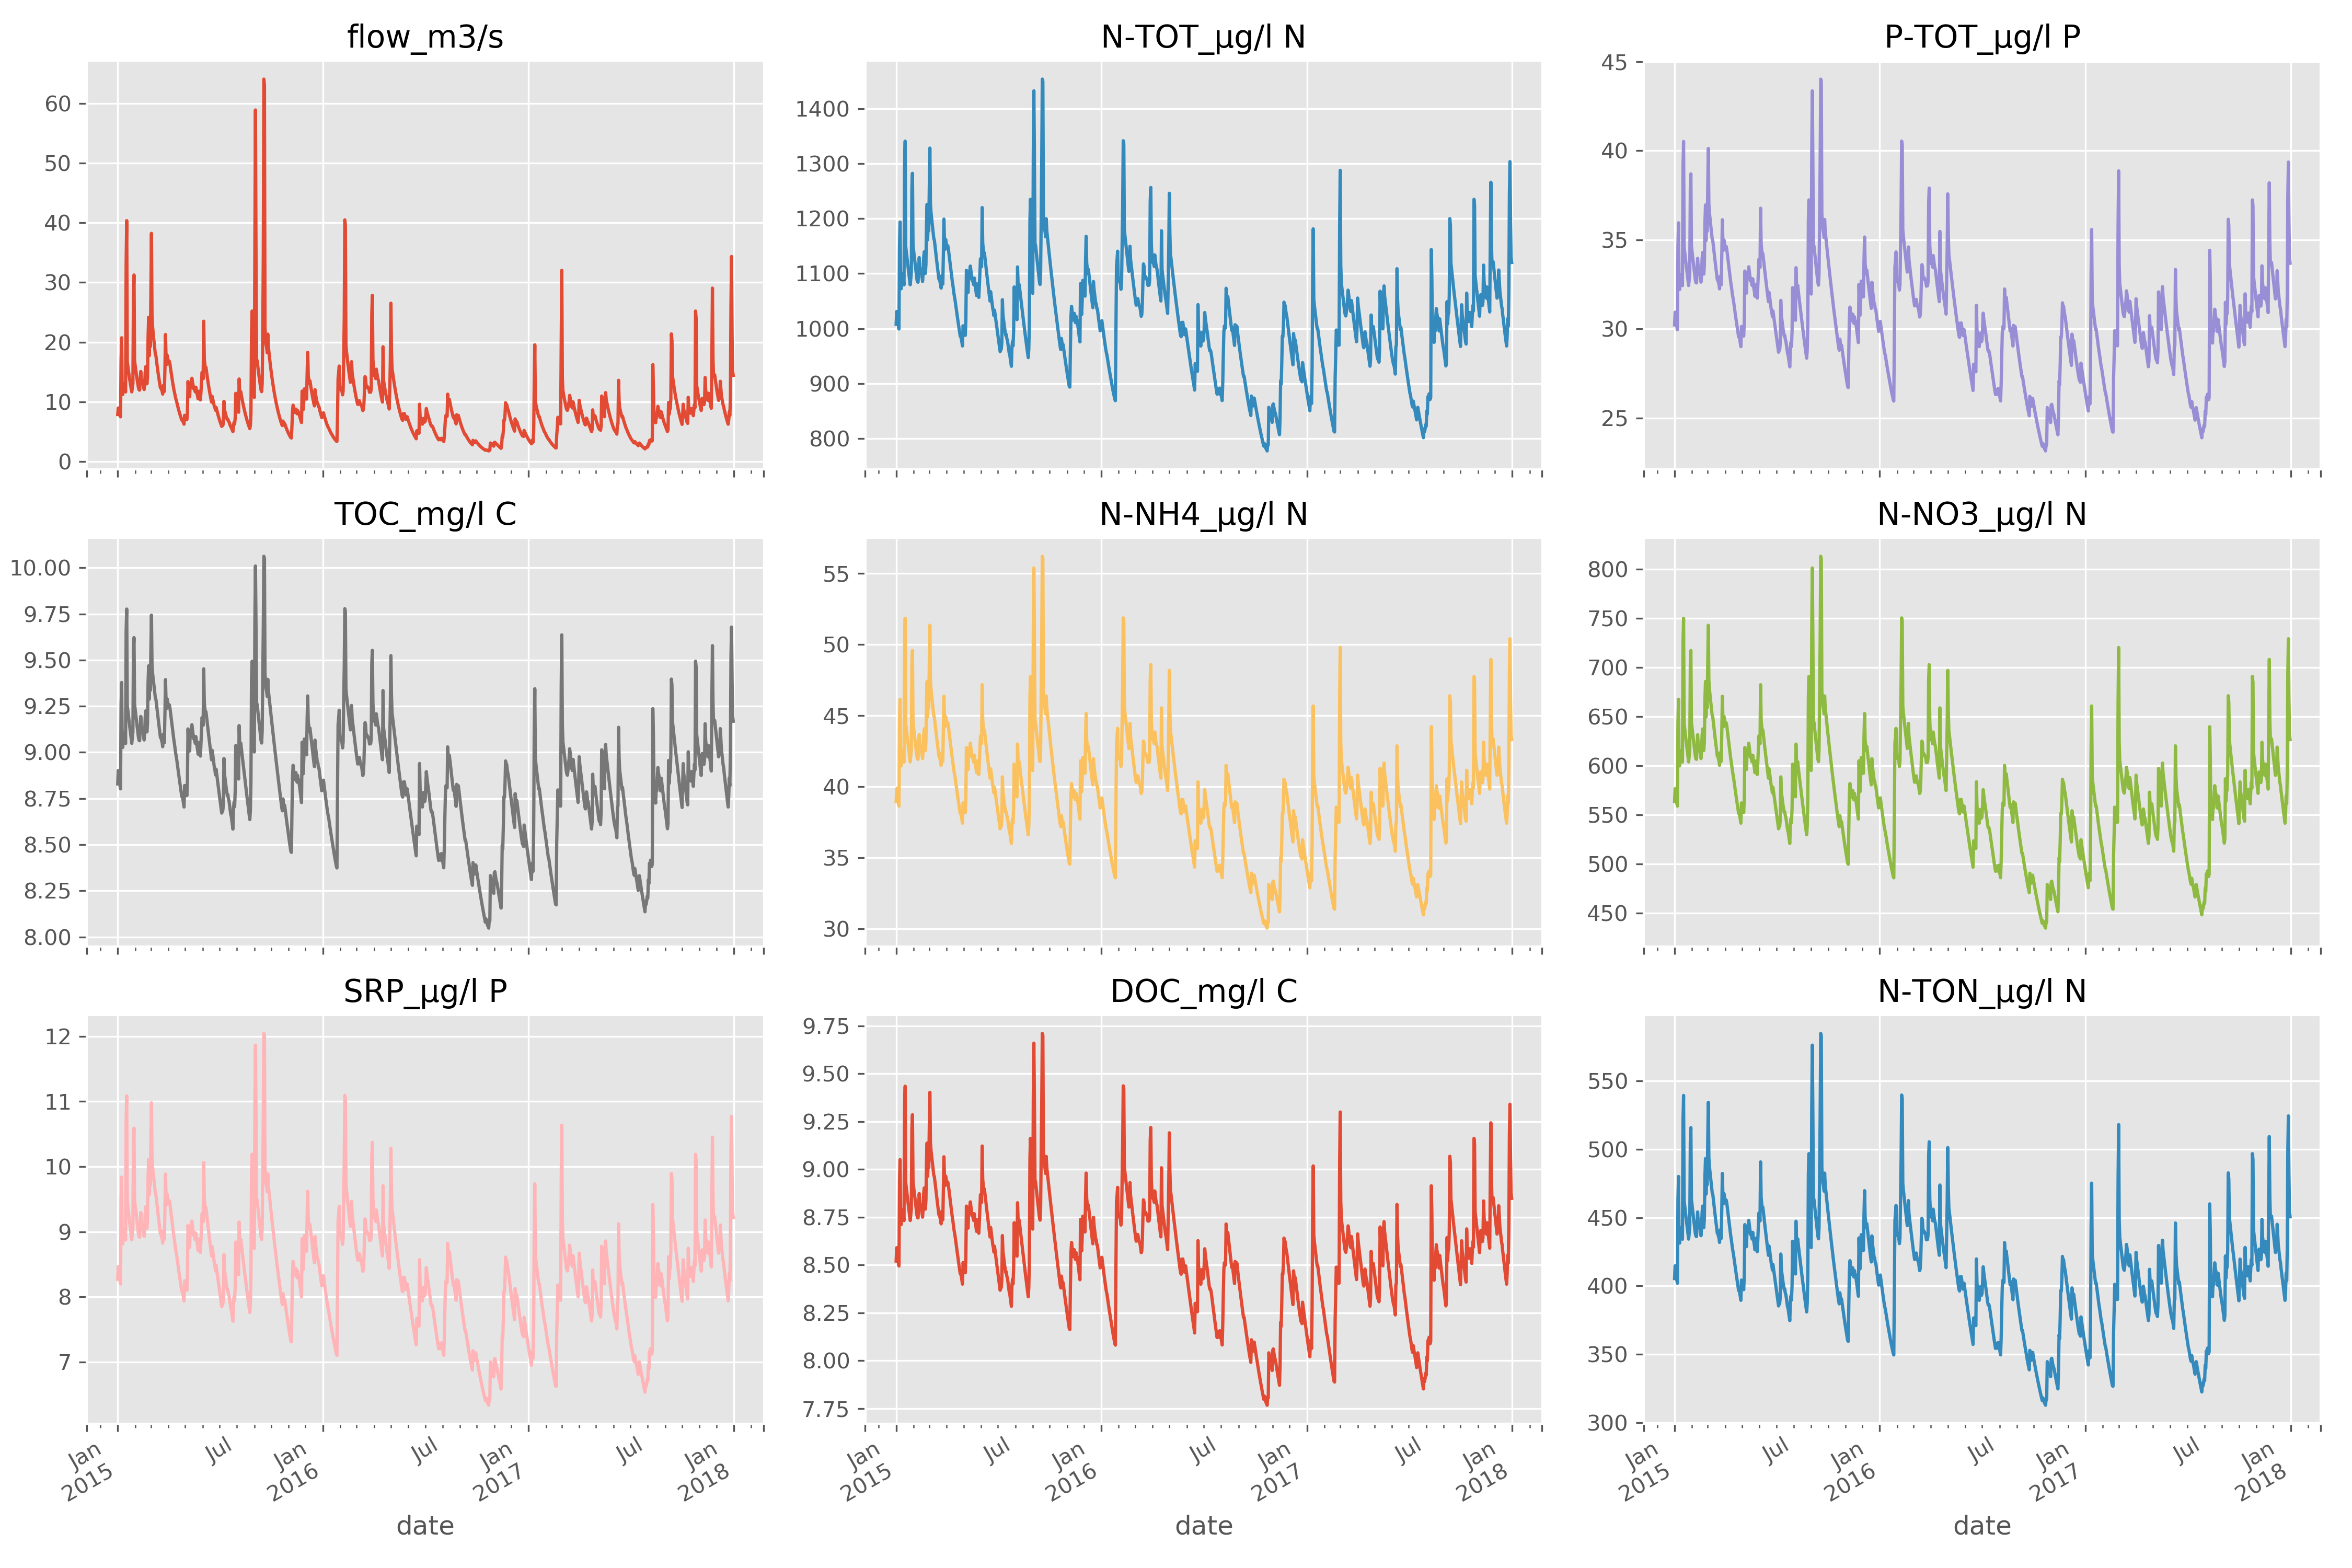 flow_m3/s
60
50
40
30
20
10
0
N-TOT_µg/l N
1400
1300
1200
1100
1000
900
800
P-TOT_µg/l P
45
40
35
30
25
TOC_mg/l C
10.00
9.75
9.50
9.25
9.00
8.75
8.50
8.25
8.00
N-NH4_µg/l N
55
50
45
40
35
30
N-NO3_µg/l N
800
750
700
650
600
550
500
450
SRP_µg/l P
12
11
10
9
8
7
Jan
2015
Jul
Jan
2016
Jul
Jan
2017
Jul
Jan
2018
date
DOC_mg/l C
9.75
9.50
9.25
9.00
8.75
8.50
8.25
8.00
7.75
Jan
2015
Jul
Jan
2016
Jul
Jan
2017
Jul
Jan
2018
date
N-TON_µg/l N
550
500
450
400
350
300
Jan
2015
Jul
Jan
2016
Jul
Jan
2017
Jul
Jan
2018
date